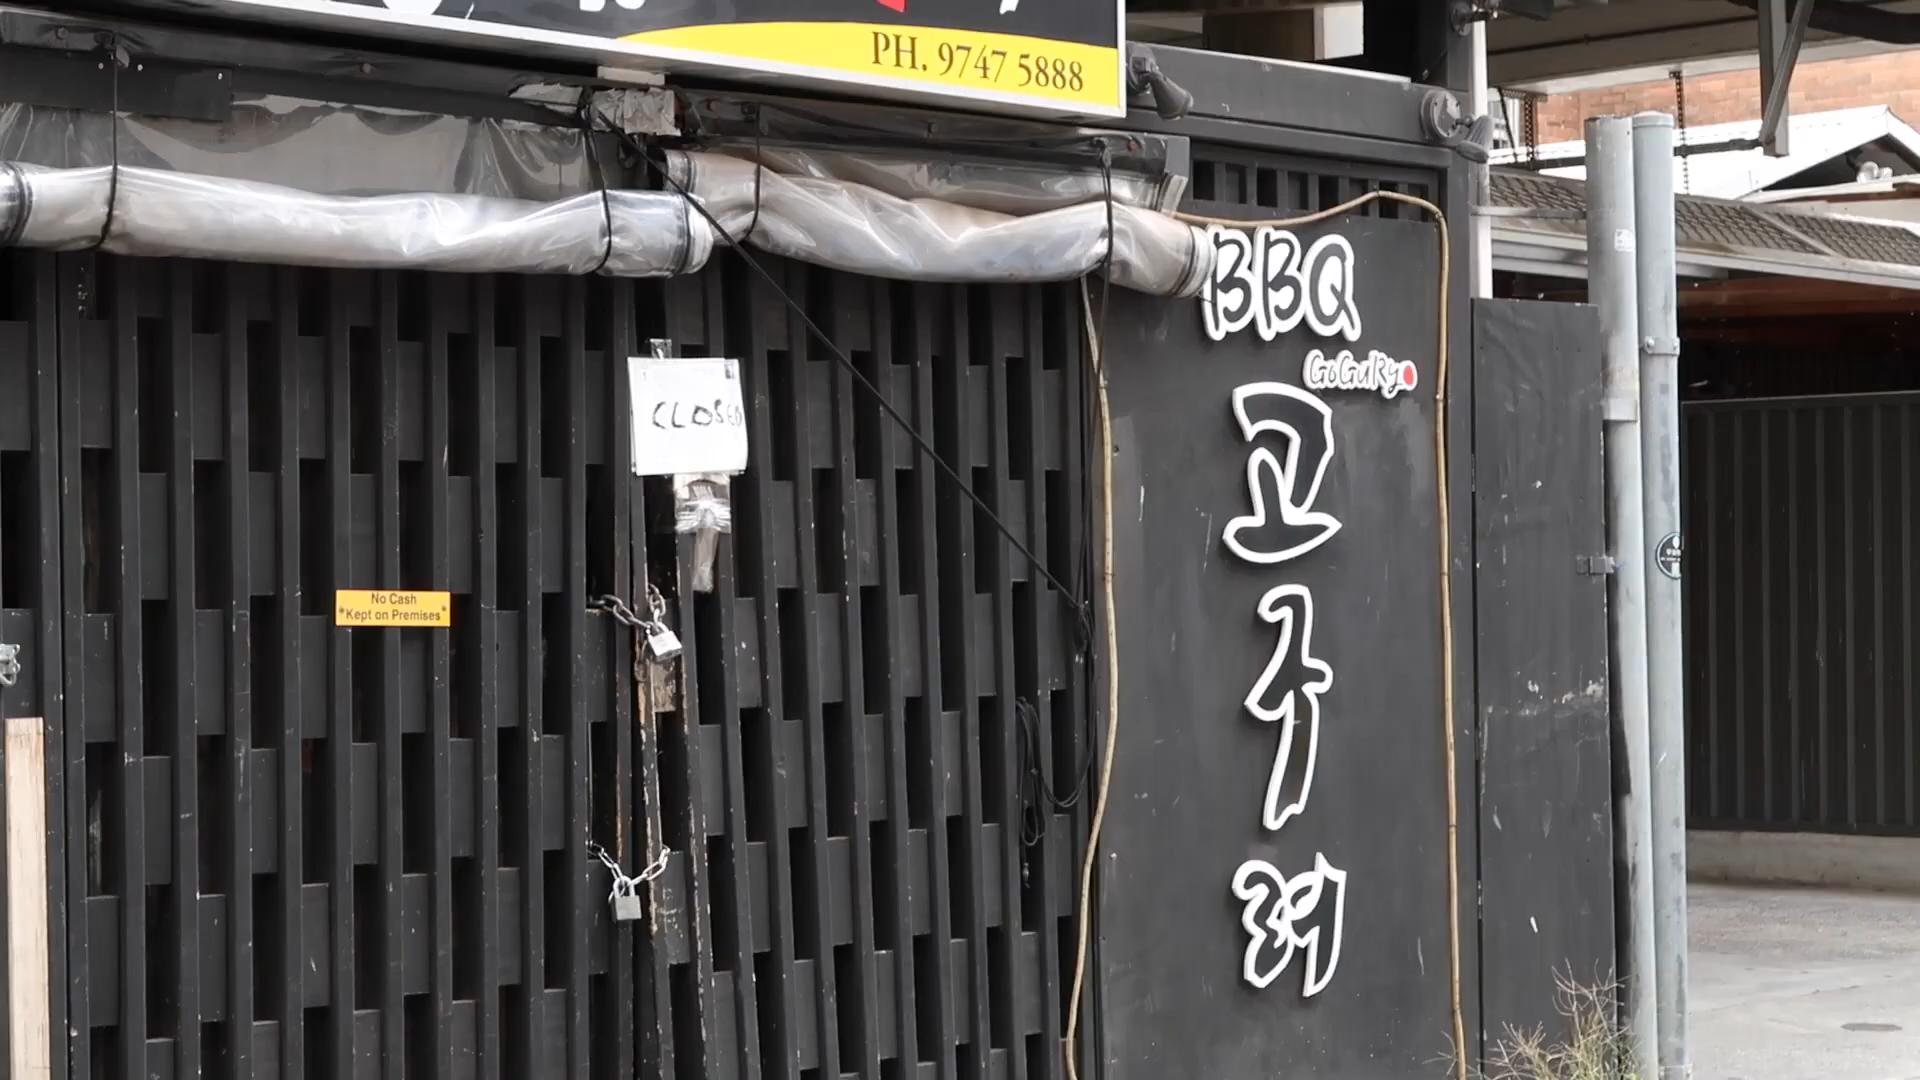 PH. 9747 5888
CLOSED
No Cash
*Kept on Premises*
BBQ
GoGuRyo
고
구
려